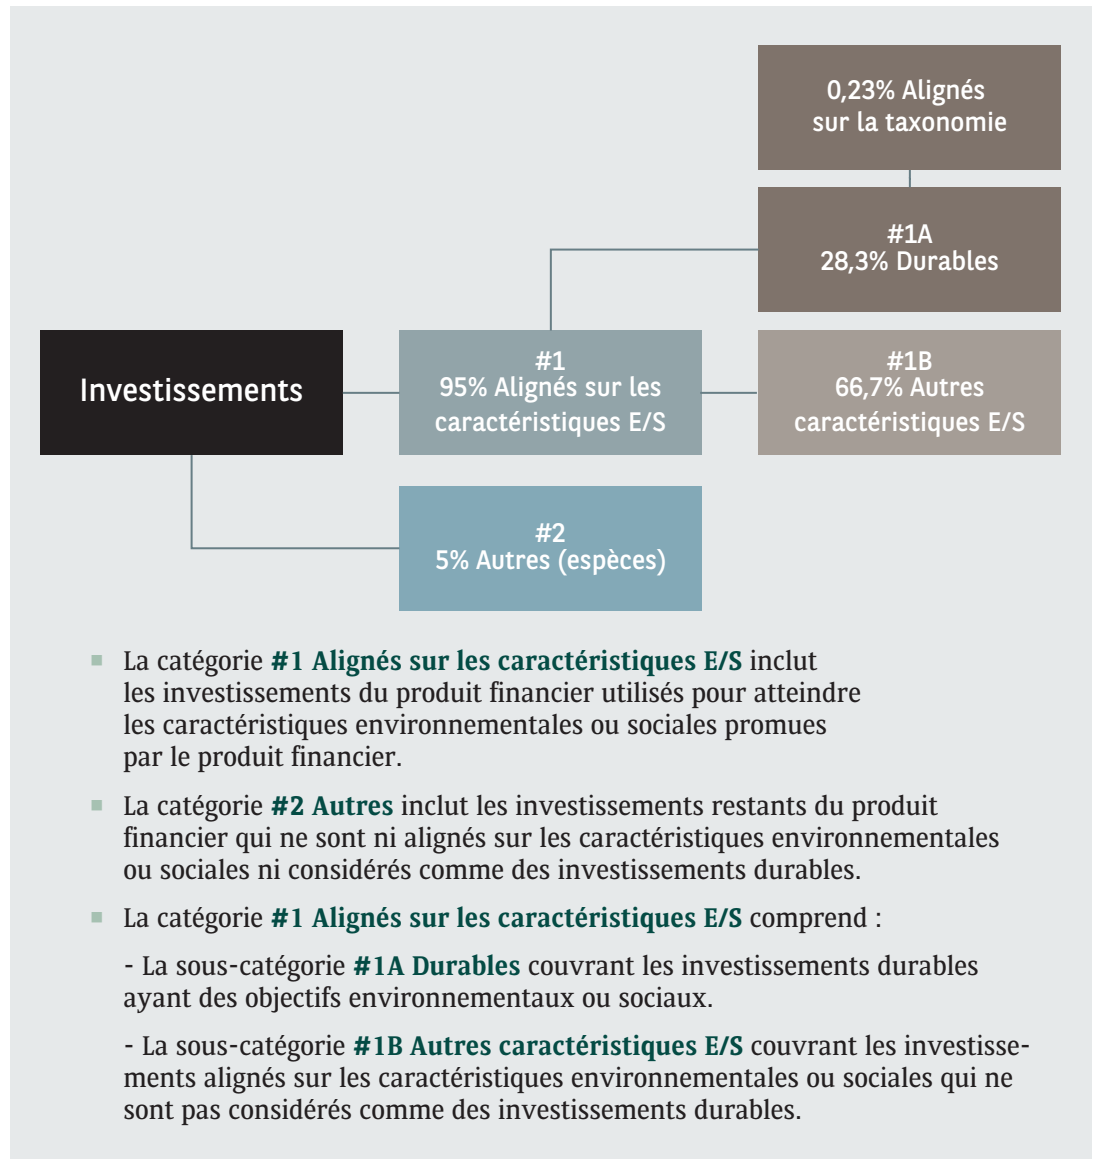 0,23% Alignés
sur la taxonomie
#1A
28,3% Durables
Investissements
#1
95% Alignés sur les
caractéristiques E/S
#1B
66,7% Autres
caractéristiques E/S
#2
5% Autres (espèces)
La catégorie #1 Alignés sur les caractéristiques E/S inclut
les investissements du produit financier utilisés pour atteindre
les caractéristiques environnementales ou sociales promues
par le produit financier.
La catégorie #2 Autres inclut les investissements restants du produit
financier qui ne sont ni alignés sur les caractéristiques environnementales
ou sociales ni considérés comme des investissements durables.
La catégorie #1 Alignés sur les caractéristiques E/S comprend :
- La sous-catégorie #1A Durables couvrant les investissements durables
ayant des objectifs environnementaux ou sociaux.
- La sous-catégorie #1B Autres caractéristiques E/S couvrant les investisse-
ments alignés sur les caractéristiques environnementales ou sociales qui ne
sont pas considérés comme des investissements durables.